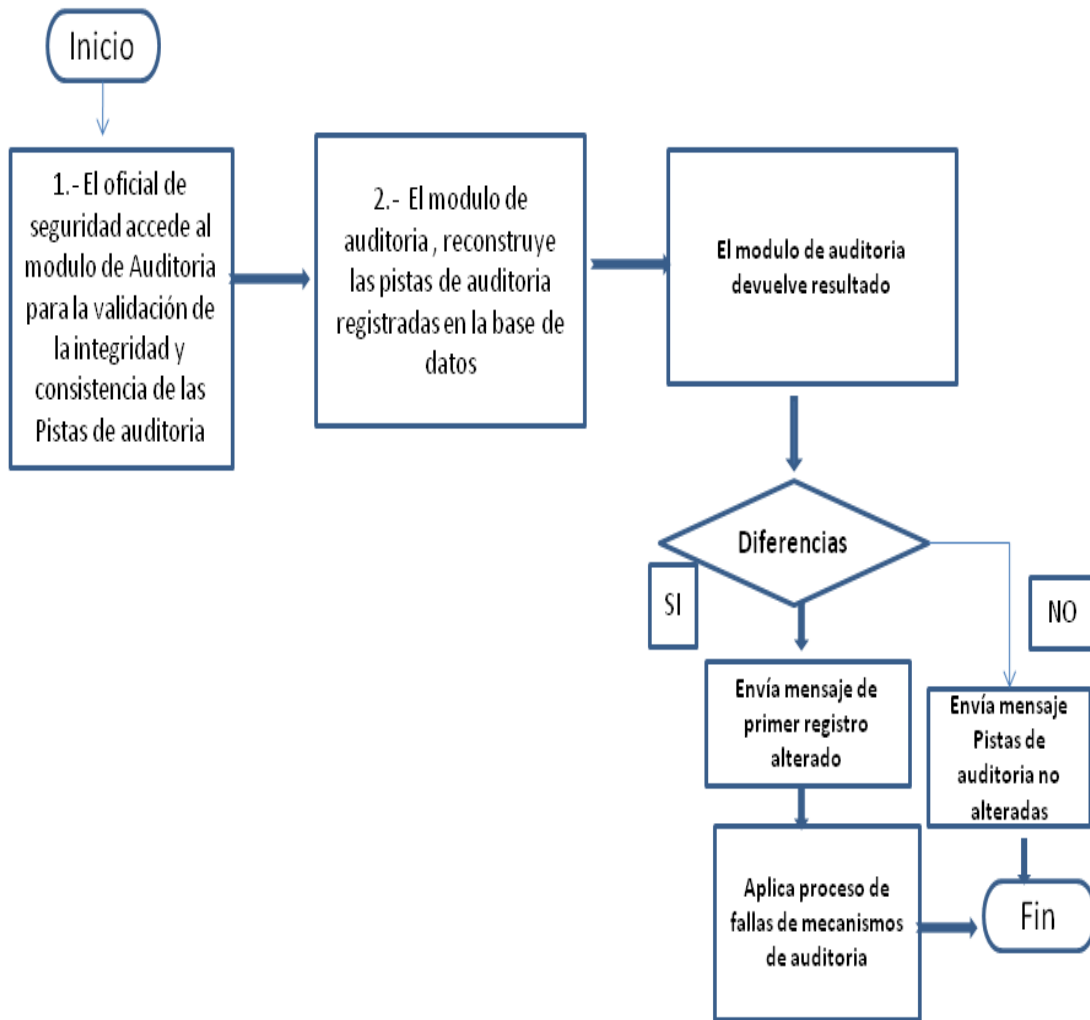 Inicio
1.- El oficial de
seguridad accede al
modulo de Auditoria
para la validación de
la integridad y
consistencia de las
Pistas de auditoria
2.- El modulo de
auditoria , reconstruye
las pistas de auditoria
registradas en la base de
datos
El modulo de auditoria
devuelve resultado
Diferencias
SI
NO
Envía mensaje de
primer registro
alterado
Envía mensaje
Pistas de
auditoria no
alteradas
Aplica proceso de
fallas de mecanismos
de auditoria
Fin